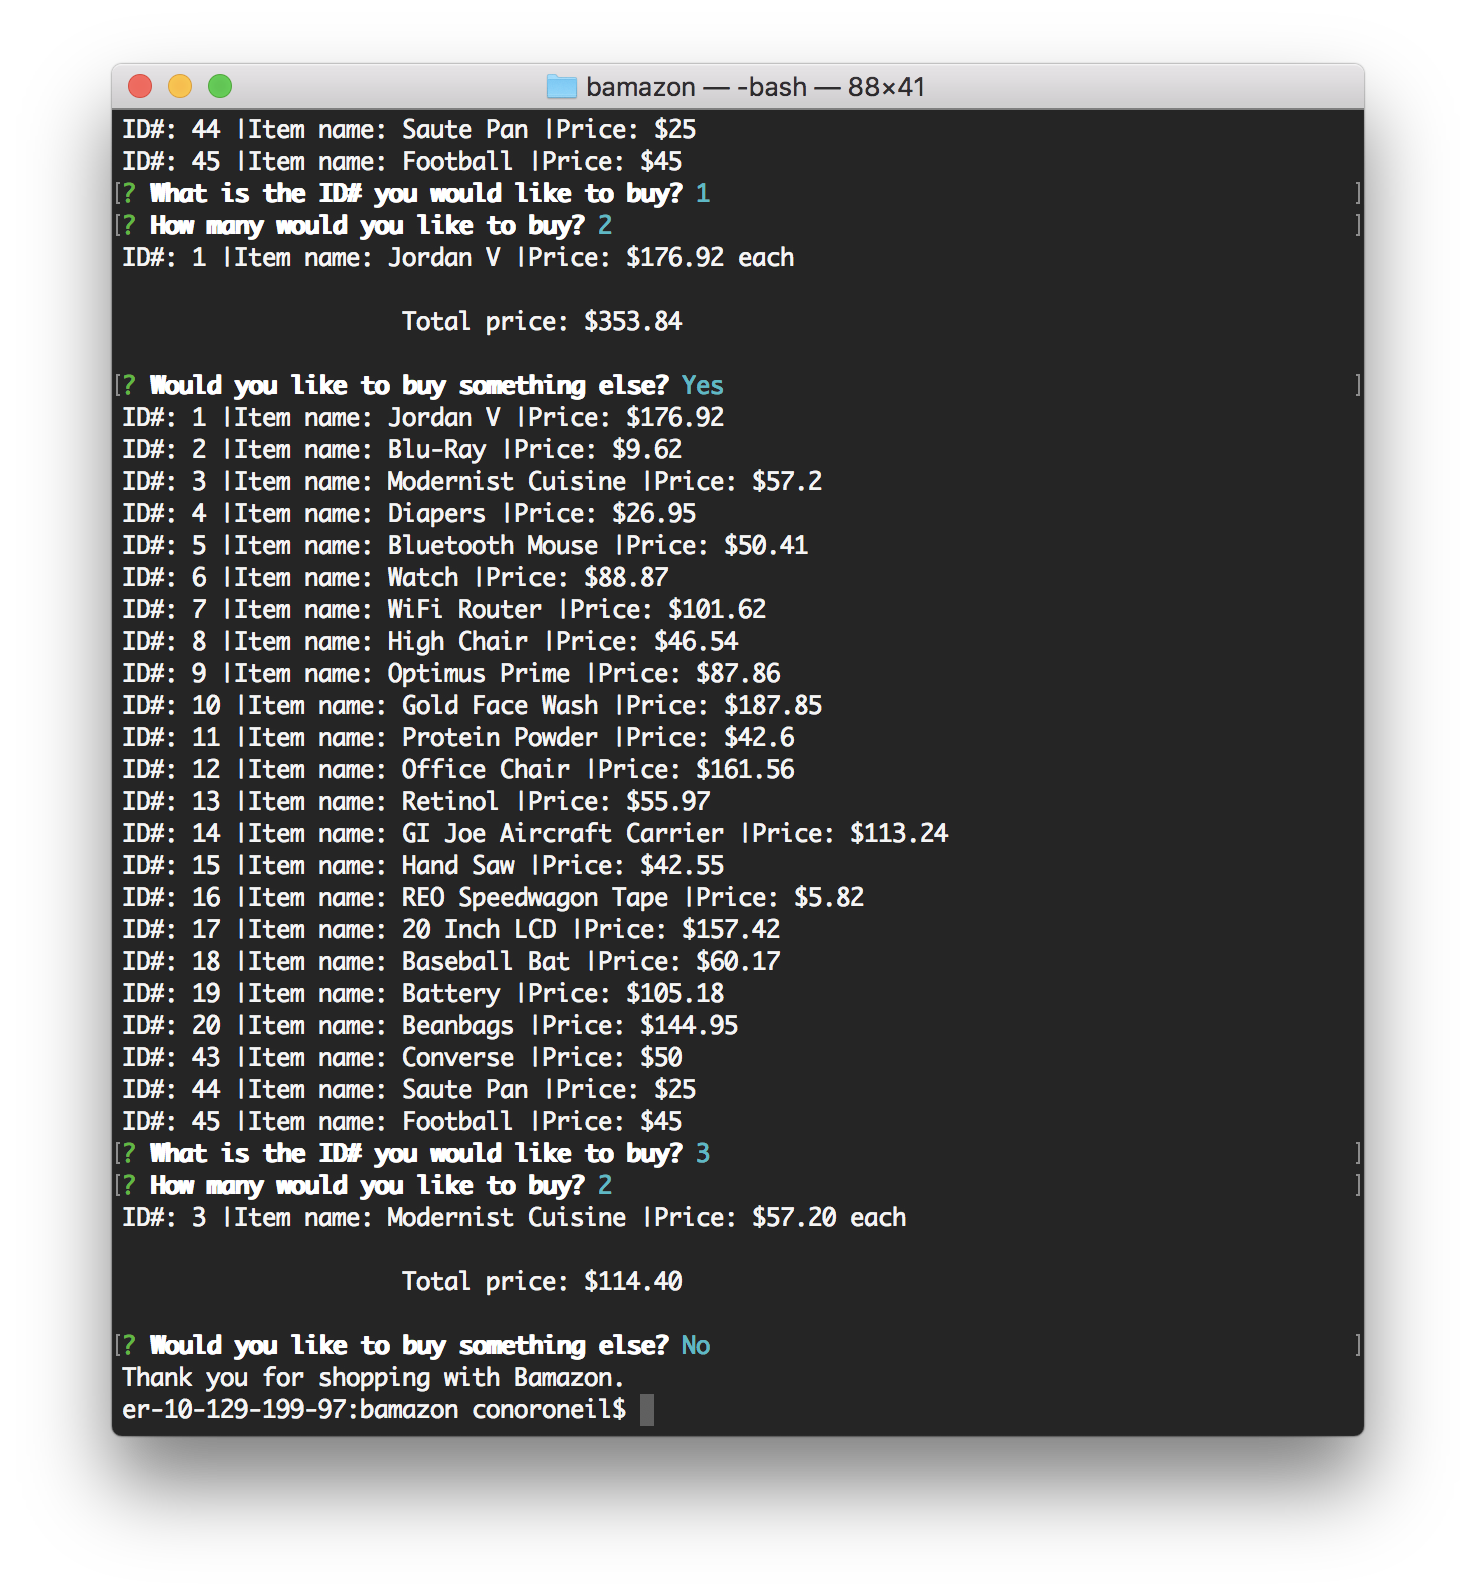 bamazon — -bash — 88×41
ID#: 44 |Item name: Saute Pan |Price: $25
ID#: 45 |Item name: Football |Price: $45
[? What is the ID# you would like to buy? 1 ]
[? How many would you like to buy? 2 ]
ID#: 1 |Item name: Jordan V |Price: $176.92 each
Total price: $353.84
[? Would you like to buy something else? Yes ]
ID#: 1 |Item name: Jordan V |Price: $176.92
ID#: 2 |Item name: Blu-Ray |Price: $9.62
ID#: 3 |Item name: Modernist Cuisine |Price: $57.2
ID#: 4 |Item name: Diapers |Price: $26.95
ID#: 5 |Item name: Bluetooth Mouse |Price: $50.41
ID#: 6 |Item name: Watch |Price: $88.87
ID#: 7 |Item name: WiFi Router |Price: $101.62
ID#: 8 |Item name: High Chair |Price: $46.54
ID#: 9 |Item name: Optimus Prime |Price: $87.86
ID#: 10 |Item name: Gold Face Wash |Price: $187.85
ID#: 11 |Item name: Protein Powder |Price: $42.6
ID#: 12 |Item name: Office Chair |Price: $161.56
ID#: 13 |Item name: Retinol |Price: $55.97
ID#: 14 |Item name: GI Joe Aircraft Carrier |Price: $113.24
ID#: 15 |Item name: Hand Saw |Price: $42.55
ID#: 16 |Item name: REO Speedwagon Tape |Price: $5.82
ID#: 17 |Item name: 20 Inch LCD |Price: $157.42
ID#: 18 |Item name: Baseball Bat |Price: $60.17
ID#: 19 |Item name: Battery |Price: $105.18
ID#: 20 |Item name: Beanbags |Price: $144.95
ID#: 43 |Item name: Converse |Price: $50
ID#: 44 |Item name: Saute Pan |Price: $25
ID#: 45 |Item name: Football |Price: $45
[? What is the ID# you would like to buy? 3 ]
[? How many would you like to buy? 2 ]
ID#: 3 |Item name: Modernist Cuisine |Price: $57.20 each
Total price: $114.40
[? Would you like to buy something else? No ]
Thank you for shopping with Bamazon.
er-10-129-199-97:bamazon conoroneil$